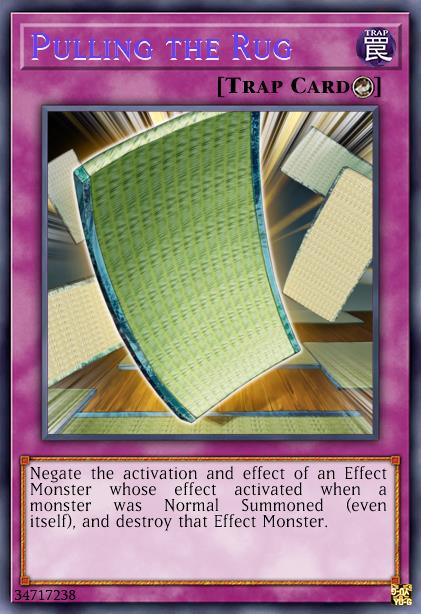 PULLING THE RUG
TRAP
罠
[TRAP CARD]
Negate the activation and effect of an Effect
Monster whose effect activated when a
monster was Normal Summoned (even
itself), and destroy that Effect Monster.
34717238